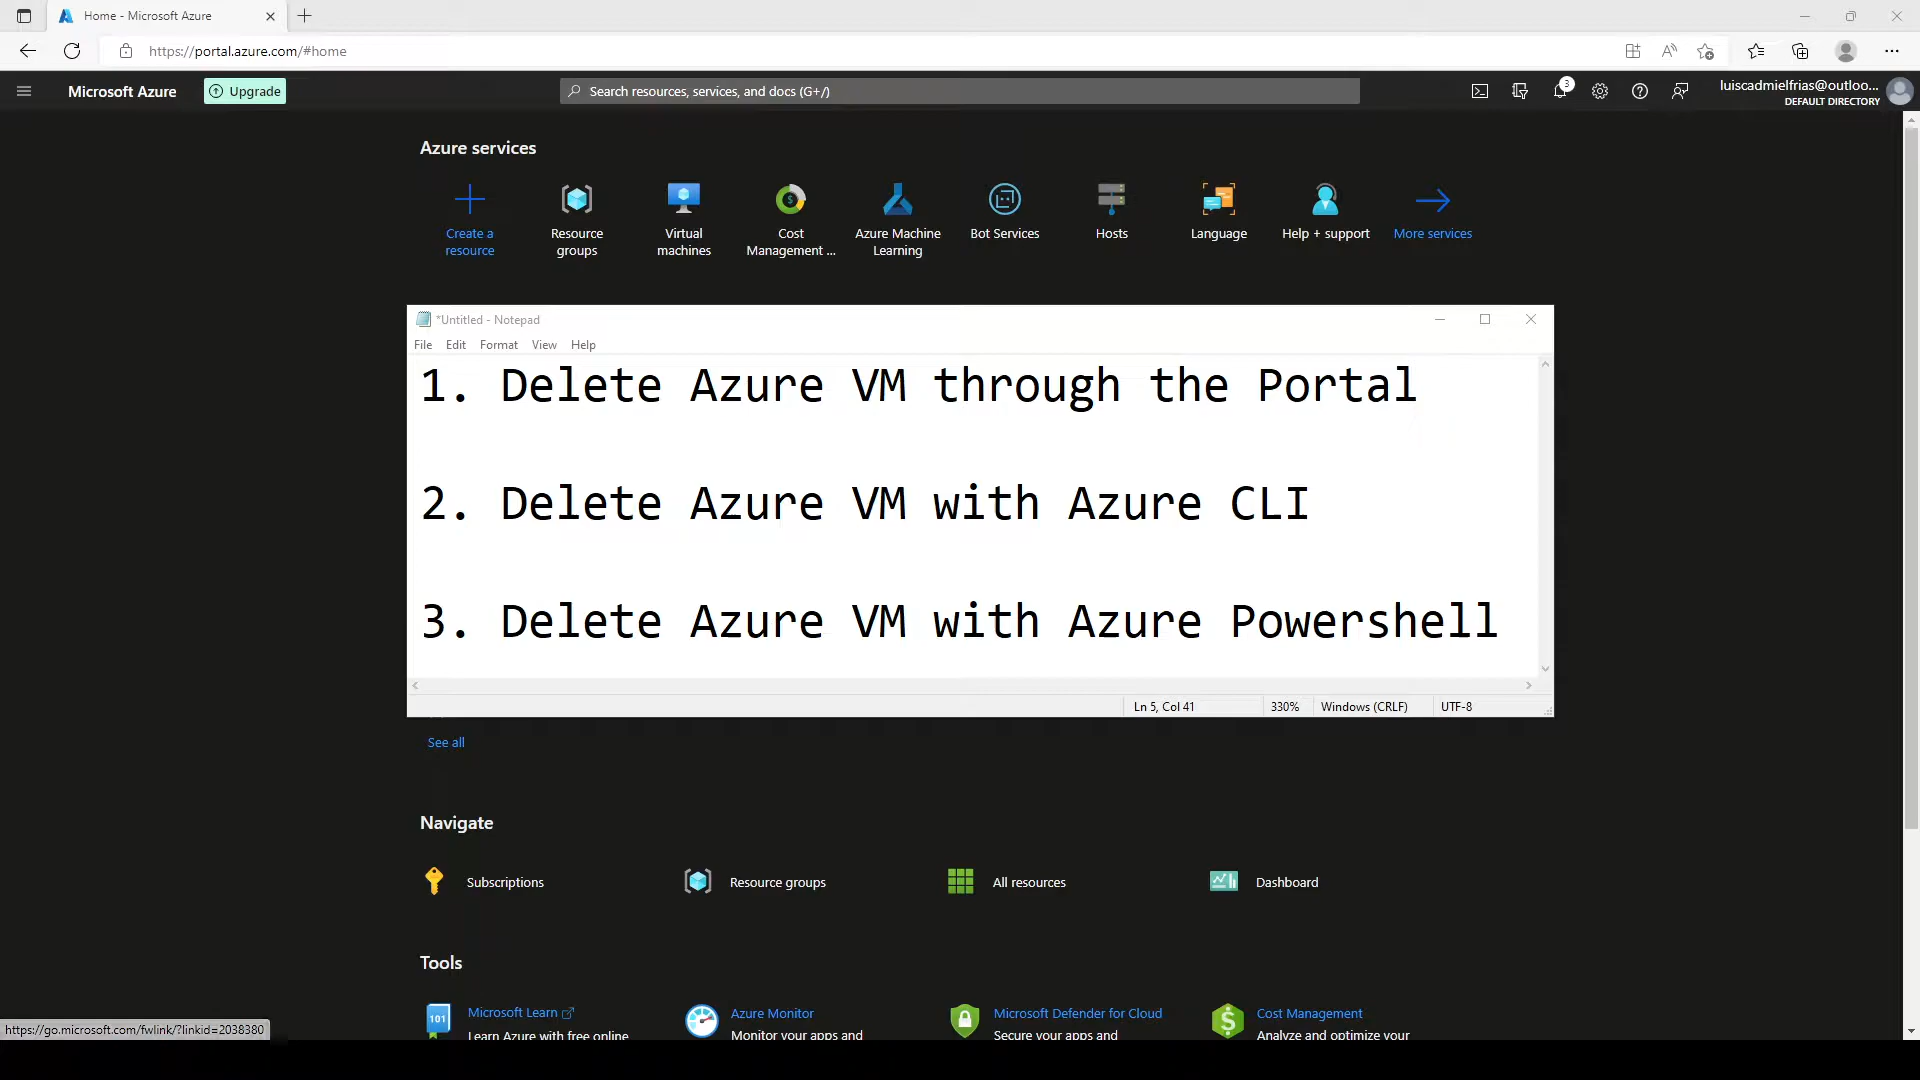 Home - Microsoft Azure
https://portal.azure.com/#home
Microsoft Azure
Upgrade
Search resources, services, and docs (G+/)
3
luiscadmielfrias@outloo...
DEFAULT DIRECTORY
Azure services
Create a
resource
Resource
groups
Virtual
machines
Cost
Management ...
Azure Machine
Learning
Bot Services
Hosts
Language
Help + support
More services
*Untitled - Notepad
File Edit Format View Help
1. Delete Azure VM through the Portal
2. Delete Azure VM with Azure CLI
3. Delete Azure VM with Azure Powershell
Ln 5, Col 41
330%
Windows (CRLF)
UTF-8
See all
Navigate
Subscriptions
Resource groups
All resources
Dashboard
Tools
101
Microsoft Learn
Learn Azure with free online
Azure Monitor
Monitor your apps and
Microsoft Defender for Cloud
Secure your apps and
Cost Management
Analyze and optimize your
https://go.microsoft.com/fwlink/?linkid=2038380